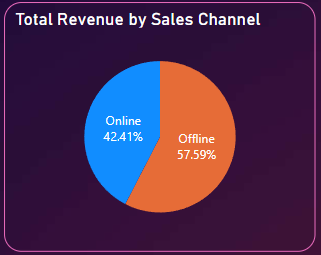 Total Revenue by Sales Channel
Online
42.41%
Offline
57.59%